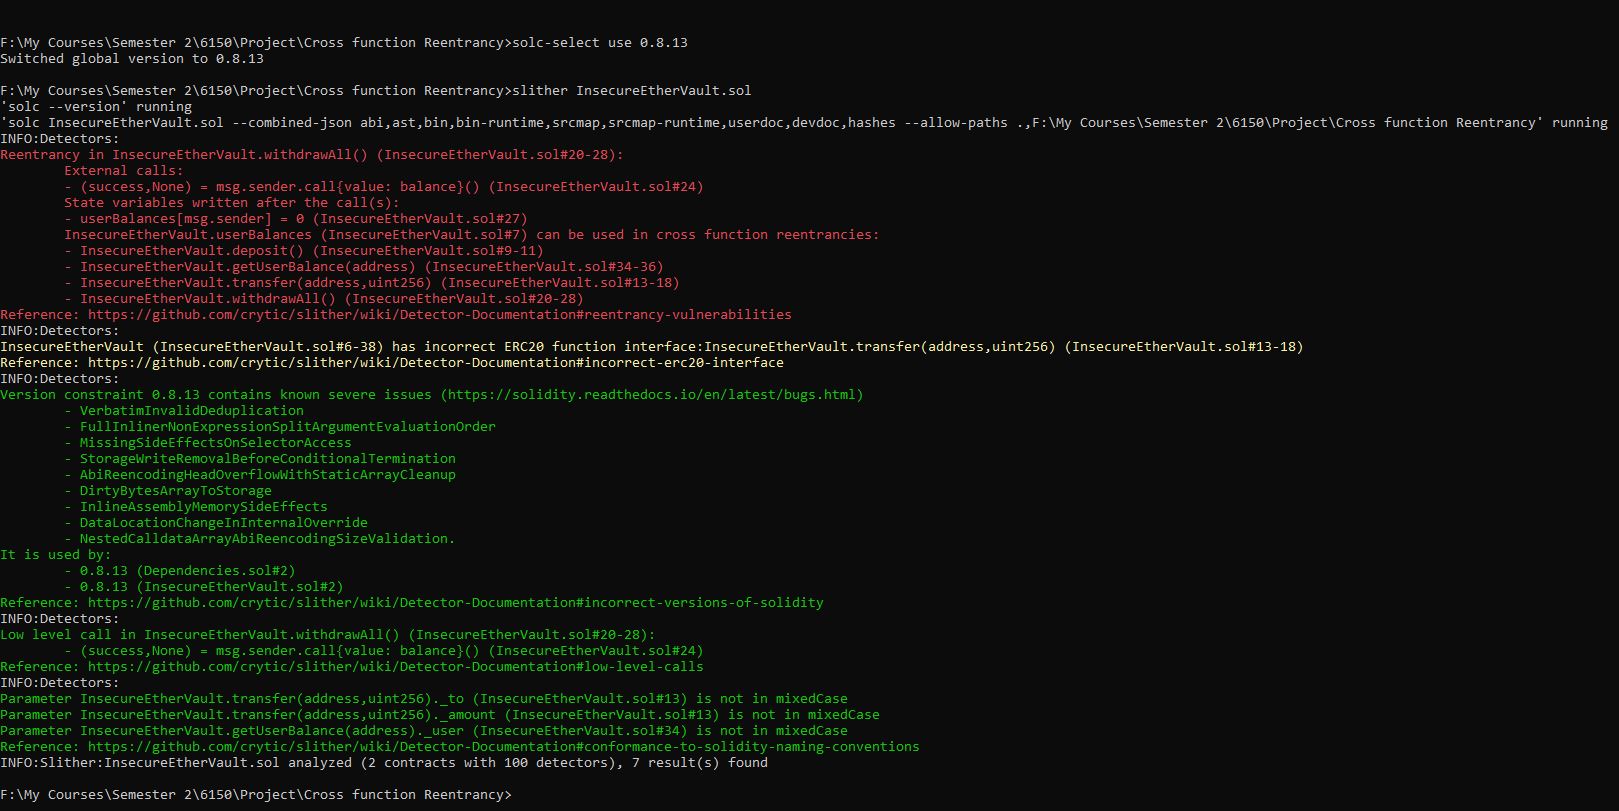 F:\My Courses\Semester 2\6150\Project\Cross function Reentrancy>solc-select use 0.8.13
Switched global version to 0.8.13
F:\My Courses\Semester 2\6150\Project\Cross function Reentrancy>slither InsecureEtherVault.sol
'solc --version' running
'solc InsecureEtherVault.sol --combined-json abi,ast,bin,bin-runtime,srcmap,srcmap-runtime,userdoc,devdoc,hashes --allow-paths .,F:\My Courses\Semester 2\6150\Project\Cross function Reentrancy' running
INFO:Detectors:
Reentrancy in InsecureEtherVault.withdrawAll() (InsecureEtherVault.sol#20-28):
External calls:
- (success,None) = msg.sender.call{value: balance}() (InsecureEtherVault.sol#24)
State variables written after the call(s):
- userBalances[msg.sender] = 0 (InsecureEtherVault.sol#27)
InsecureEtherVault.userBalances (InsecureEtherVault.sol#7) can be used in cross function reentrancies:
- InsecureEtherVault.deposit() (InsecureEtherVault.sol#9-11)
- InsecureEtherVault.getUserBalance(address) (InsecureEtherVault.sol#34-36)
- InsecureEtherVault.transfer(address,uint256) (InsecureEtherVault.sol#13-18)
- InsecureEtherVault.withdrawAll() (InsecureEtherVault.sol#20-28)
Reference: https://github.com/crytic/slither/wiki/Detector-Documentation#reentrancy-vulnerabilities
INFO:Detectors:
InsecureEtherVault (InsecureEtherVault.sol#6-38) has incorrect ERC20 function interface:InsecureEtherVault.transfer(address,uint256) (InsecureEtherVault.sol#13-18)
Reference: https://github.com/crytic/slither/wiki/Detector-Documentation#incorrect-erc20-interface
INFO:Detectors:
Version constraint 0.8.13 contains known severe issues (https://solidity.readthedocs.io/en/latest/bugs.html)
- VerbatimInvalidDeduplication
- FullInlinerNonExpressionSplitArgumentEvaluationOrder
- MissingSideEffectsOnSelectorAccess
- StorageWriteRemovalBeforeConditionalTermination
- AbiReencodingHeadOverflowWithStaticArrayCleanup
- DirtyBytesArrayToStorage
- InlineAssemblyMemorySideEffects
- DataLocationChangeInInternalOverride
- NestedCalldataArrayAbiReencodingSizeValidation.
It is used by:
- 0.8.13 (Dependencies.sol#2)
- 0.8.13 (InsecureEtherVault.sol#2)
Reference: https://github.com/crytic/slither/wiki/Detector-Documentation#incorrect-versions-of-solidity
INFO:Detectors:
Low level call in InsecureEtherVault.withdrawAll() (InsecureEtherVault.sol#20-28):
- (success,None) = msg.sender.call{value: balance}() (InsecureEtherVault.sol#24)
Reference: https://github.com/crytic/slither/wiki/Detector-Documentation#low-level-calls
INFO:Detectors:
Parameter InsecureEtherVault.transfer(address,uint256)._to (InsecureEtherVault.sol#13) is not in mixedCase
Parameter InsecureEtherVault.transfer(address,uint256)._amount (InsecureEtherVault.sol#13) is not in mixedCase
Parameter InsecureEtherVault.getUserBalance(address)._user (InsecureEtherVault.sol#34) is not in mixedCase
Reference: https://github.com/crytic/slither/wiki/Detector-Documentation#conformance-to-solidity-naming-conventions
INFO:Slither:InsecureEtherVault.sol analyzed (2 contracts with 100 detectors), 7 result(s) found
F:\My Courses\Semester 2\6150\Project\Cross function Reentrancy>